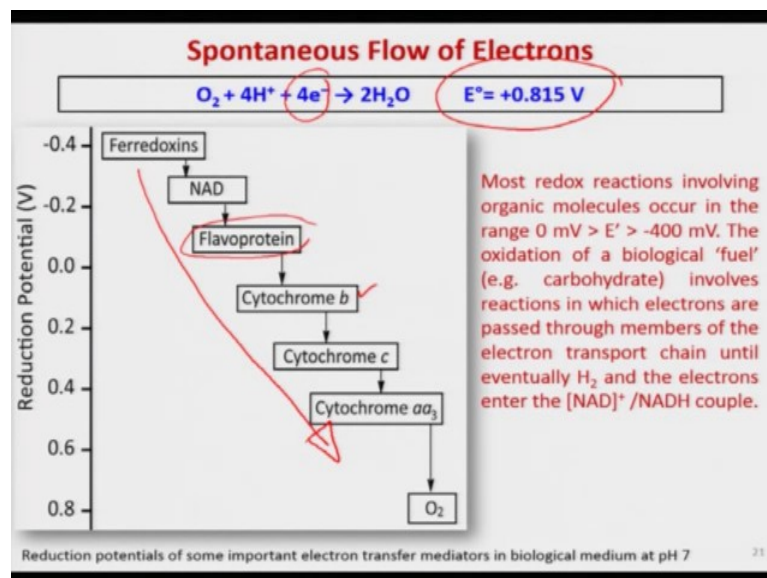 Spontaneous Flow of Electrons
O₂ + 4H⁺ + 4e⁻ → 2H₂O E°= +0.815 V
-0.4
Ferredoxins
NAD
-0.2
Flavoprotein
0.0
Cytochrome b
0.2
Cytochrome c
0.4
Cytochrome aa₃
0.6
0.8
O₂
Reduction Potential (V)
Most redox reactions involving
organic molecules occur in the
range 0 mV > E' > -400 mV. The
oxidation of a biological 'fuel'
(e.g. carbohydrate) involves
reactions in which electrons are
passed through members of the
electron transport chain until
eventually H₂ and the electrons
enter the [NAD]⁺ /NADH couple.
Reduction potentials of some important electron transfer mediators in biological medium at pH 7
21